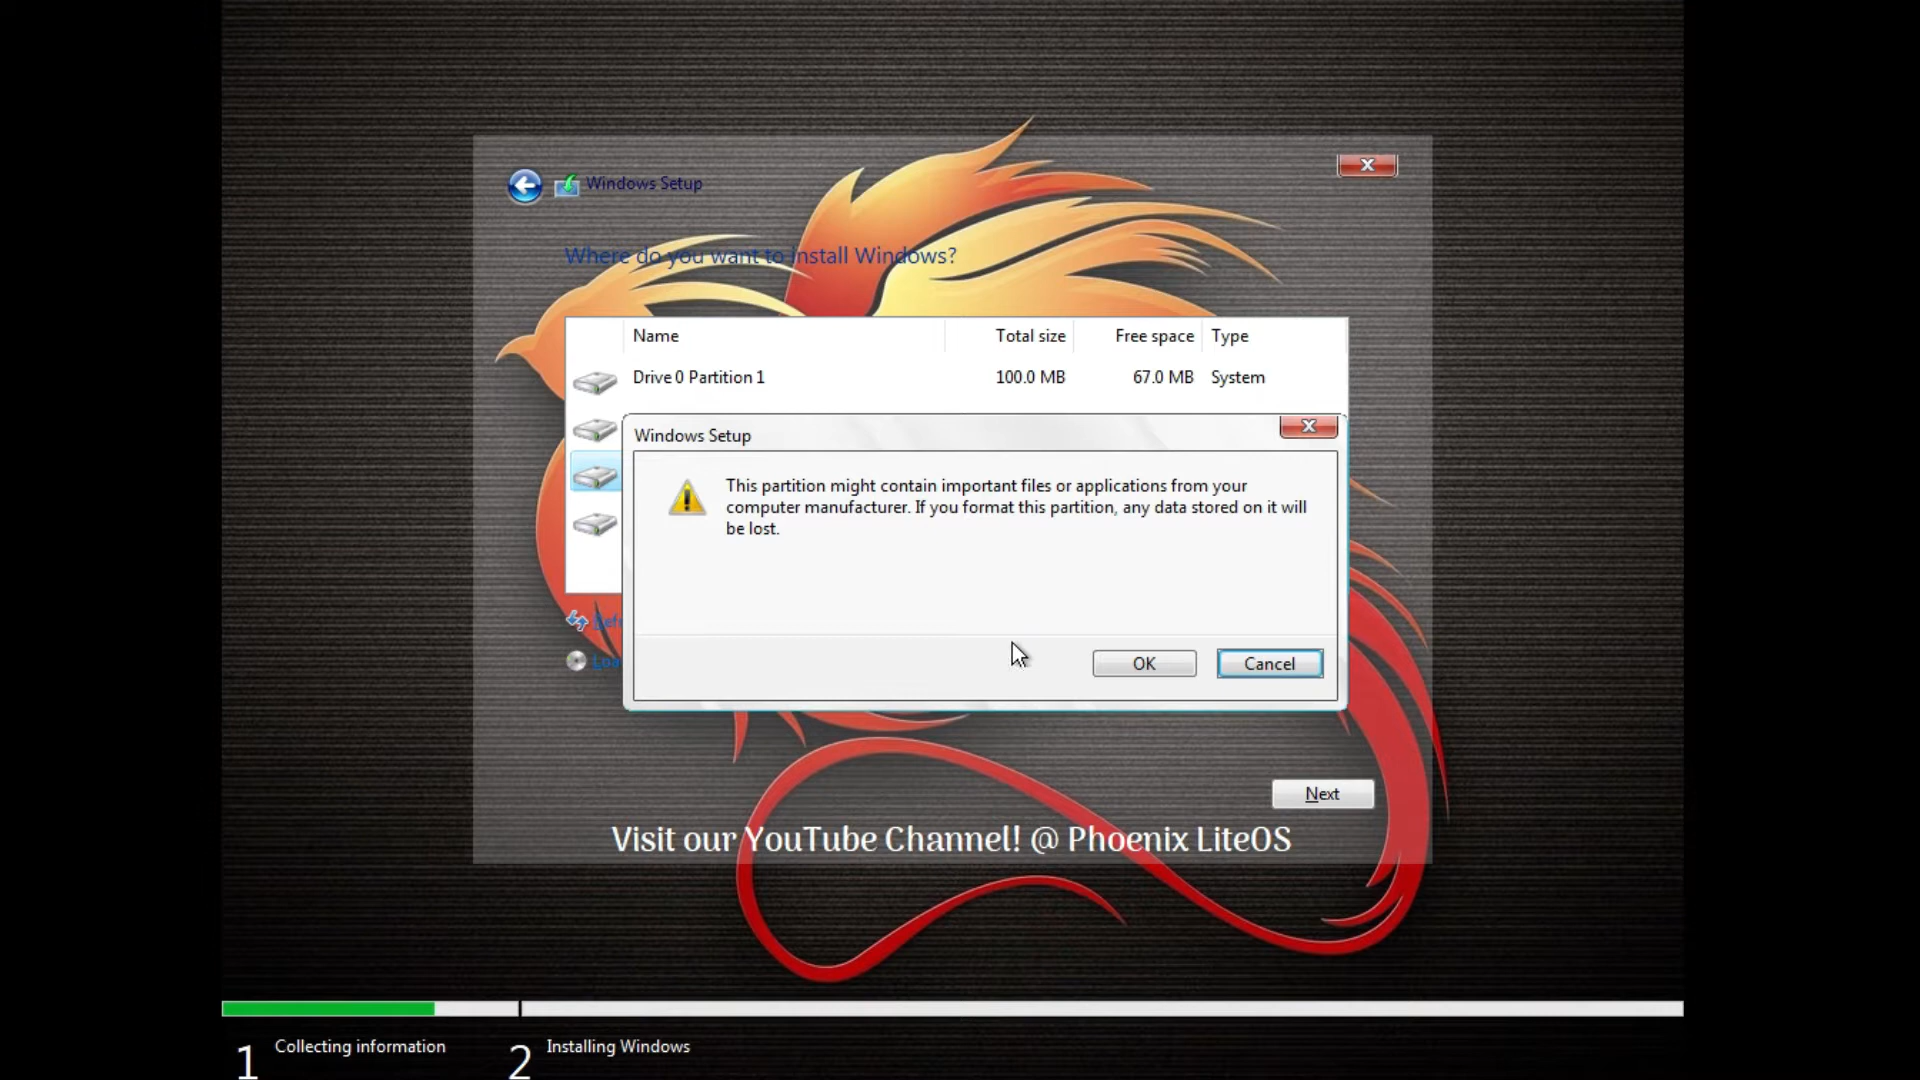 Windows Setup
X
Where do you want to install Windows?
Name Total size Free space Type
Drive 0 Partition 1 100.0 MB 67.0 MB System
Windows Setup
X
This partition might contain important files or applications from your
computer manufacturer. If you format this partition, any data stored on it will
be lost.
OK Cancel
Next
Visit our YouTube Channel! @ Phoenix LiteOS
1 Collecting information 2 Installing Windows